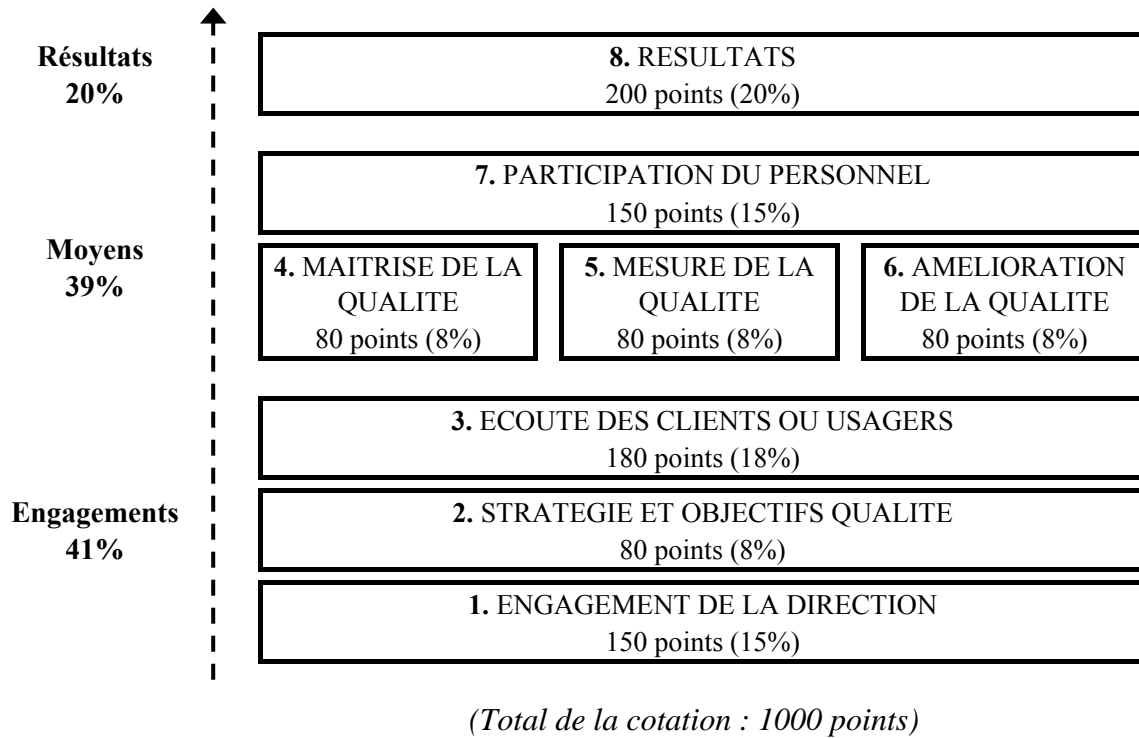 Résultats
20%
8. RESULTATS
200 points (20%)
7. PARTICIPATION DU PERSONNEL
150 points (15%)
Moyens
39%
4. MAITRISE DE LA
QUALITE
80 points (8%)
5. MESURE DE LA
QUALITE
80 points (8%)
6. AMELIORATION
DE LA QUALITE
80 points (8%)
3. ECOUTE DES CLIENTS OU USAGERS
180 points (18%)
Engagements
41%
2. STRATEGIE ET OBJECTIFS QUALITE
80 points (8%)
1. ENGAGEMENT DE LA DIRECTION
150 points (15%)
(Total de la cotation : 1000 points)